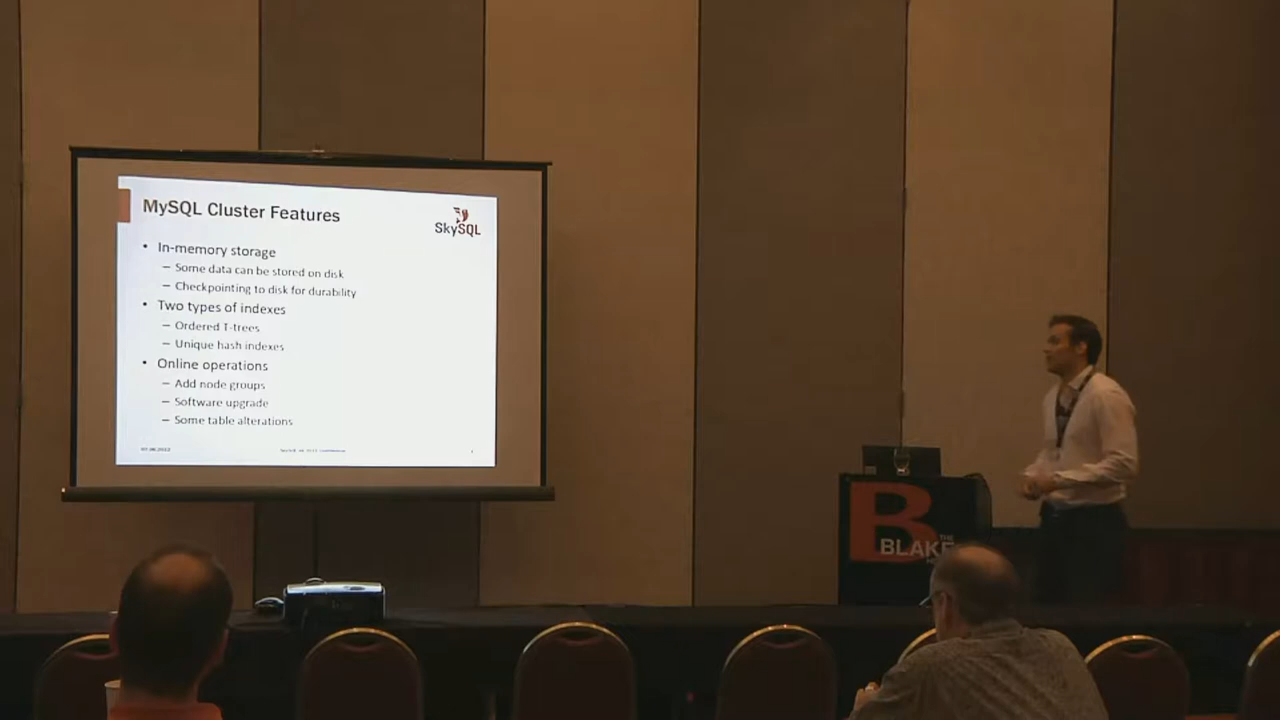 MySQL Cluster Features
SkySQL
• In-memory storage
– Some data can be stored on disk
– Checkpointing to disk for durability
• Two types of indexes
– Ordered T-trees
– Unique hash indexes
• Online operations
– Add node groups
– Software upgrade
– Some table alterations
B
THE
BLAKE